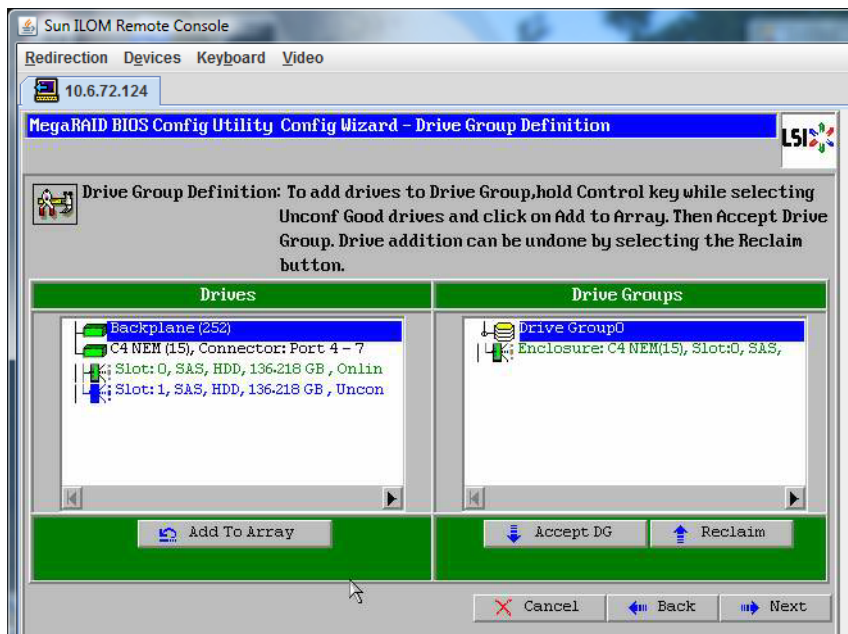 Sun ILOM Remote Console
Redirection Devices Keyboard Video
10.6.72.124
MegaRAID BIOS Config Utility Config Wizard - Drive Group Definition
LSI
Drive Group Definition: To add drives to Drive Group,hold Control key while selecting
Unconf Good drives and click on Add to Array. Then Accept Drive
Group. Drive addition can be undone by selecting the Reclaim
button.
Drives
Drive Groups
Backplane (252)
C4 NEM (15), Connector: Port 4 - 7
Slot: 0, SAS, HDD, 136.218 GB , Onlin
Slot: 1, SAS, HDD, 136.218 GB , Uncon
Drive Group0
Enclosure: C4 NEM(15), Slot:0, SAS,
Add To Array
Accept DG
Reclaim
Cancel
Back
Next